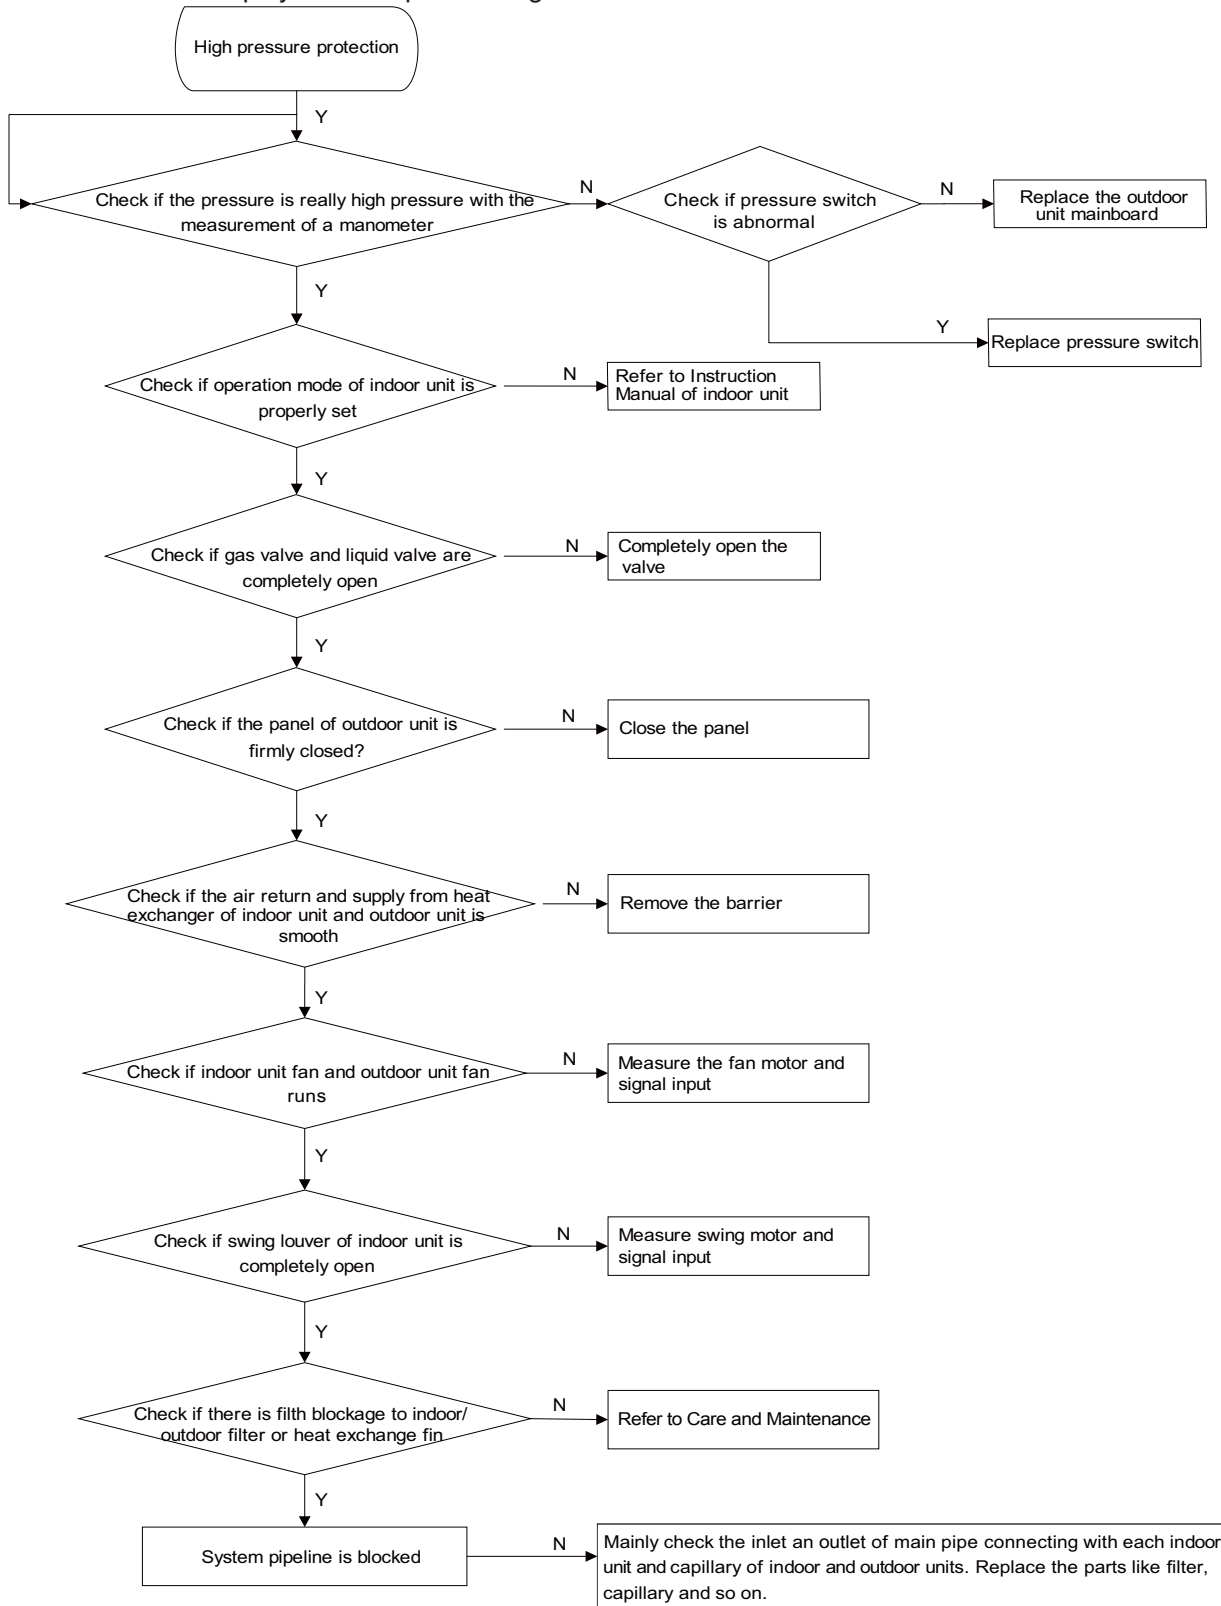 High pressure protection
Y
Check if the pressure is really high pressure with the
measurement of a manometer
N
Check if pressure switch
is abnormal
N
Replace the outdoor
unit mainboard
Y
Replace pressure switch
Y
Check if operation mode of indoor unit is
properly set
N
Refer to Instruction
Manual of indoor unit
Y
Check if gas valve and liquid valve are
completely open
N
Completely open the
valve
Y
Check if the panel of outdoor unit is
firmly closed?
N
Close the panel
Y
Check if the air return and supply from heat
exchanger of indoor unit and outdoor unit is
smooth
N
Remove the barrier
Y
Check if indoor unit fan and outdoor unit fan
runs
N
Measure the fan motor and
signal input
Y
Check if swing louver of indoor unit is
completely open
N
Measure swing motor and
signal input
Y
Check if there is filth blockage to indoor/
outdoor filter or heat exchange fin
N
Refer to Care and Maintenance
Y
System pipeline is blocked
N
Mainly check the inlet an outlet of main pipe connecting with each indoor
unit and capillary of indoor and outdoor units. Replace the parts like filter,
capillary and so on.